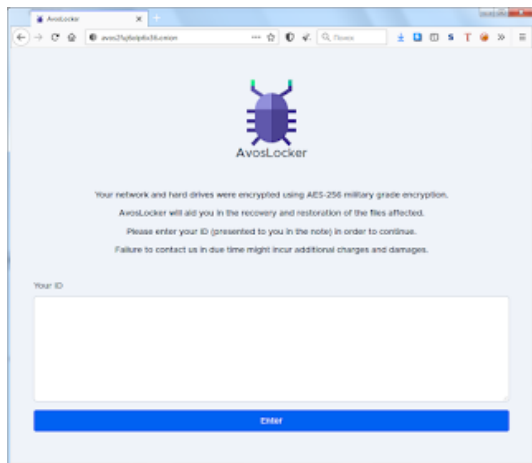 AvosLocker
Поиск
AvosLocker
Your network and hard drives were encrypted using AES-256 military grade encryption.
AvosLocker will aid you in the recovery and restoration of the files affected.
Please enter your ID (presented to you in the note) in order to continue.
Failure to contact us in due time might incur additional charges and damages.
Your ID
Enter